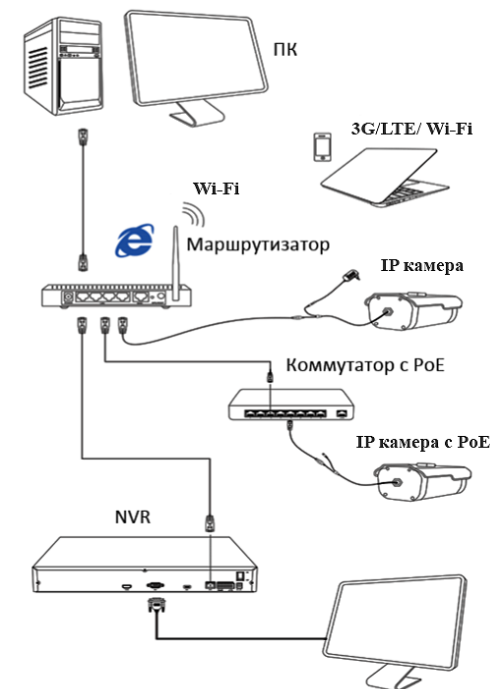 ПК
3G/LTE/ Wi-Fi
Wi-Fi
Маршрутизатор
IP камера
Коммутатор с PoE
IP камера с PoE
NVR